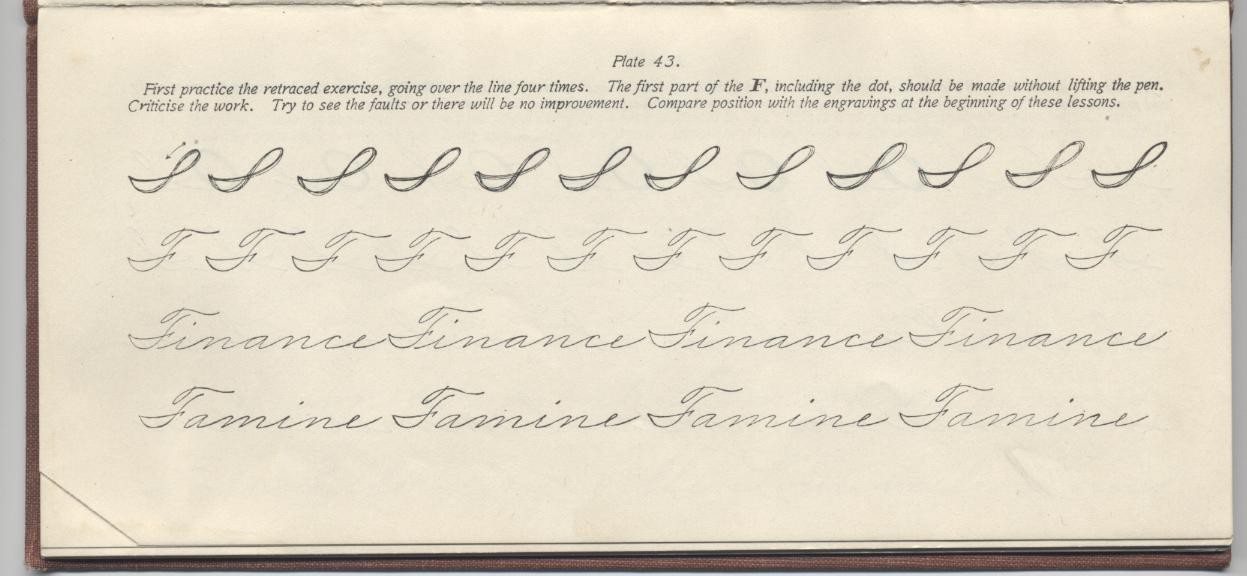 Plate 43.
First practice the retraced exercise, going over the line four times. The first part of the F, including the dot, should be made without lifting the pen.
Criticise the work. Try to see the faults or there will be no improvement. Compare position with the engravings at the beginning of these lessons.
S S S S S S S S S S S S
F F F F F F F F F F F F
Finance Finance Finance Finance
Famine Famine Famine Famine